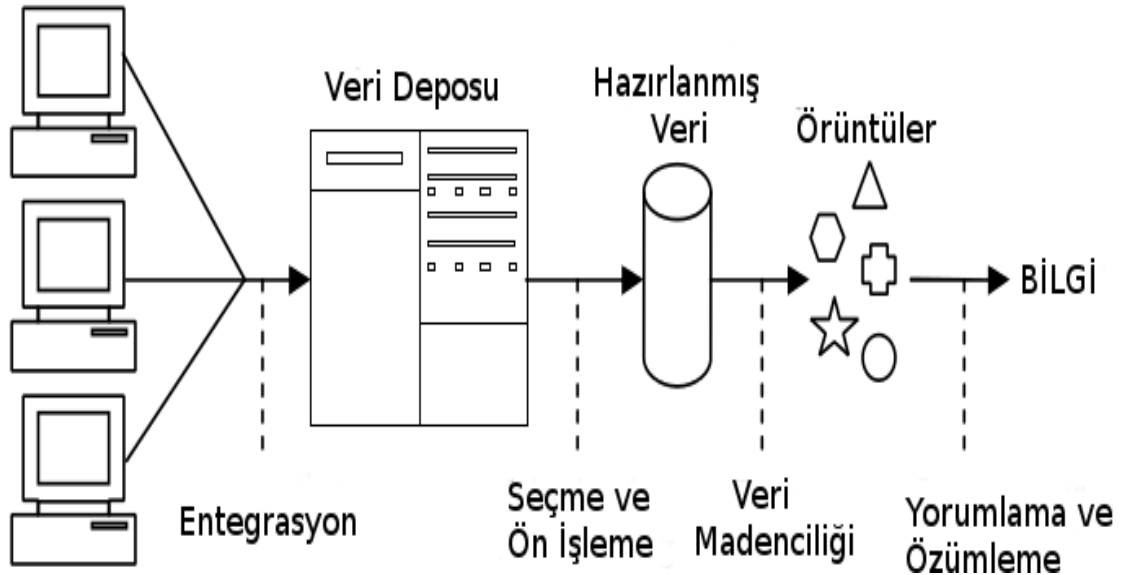 Veri Deposu
Hazırlanmış
Veri
Örüntüler
BİLGİ
Entegrasyon
Seçme ve
Ön İşleme
Veri
Madenciliği
Yorumlama ve
Özümleme